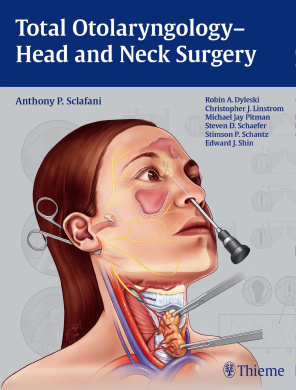 Total Otolaryngology–
Head and Neck Surgery
Anthony P. Sclafani
Robin A. Dyleski
Christopher J. Linstrom
Michael Jay Pitman
Steven D. Schaefer
Stimson P. Schantz
Edward J. Shin
Thieme